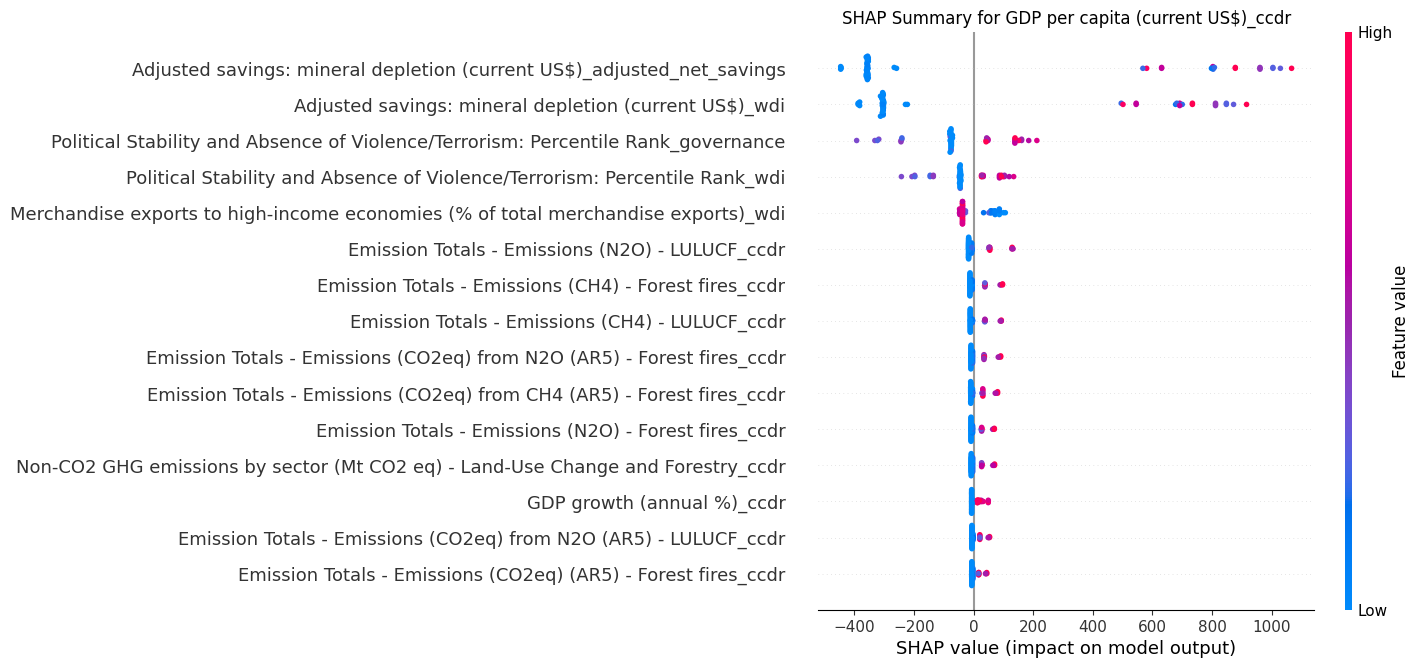 SHAP Summary for GDP per capita (current US$)_ccdr
High
Adjusted savings: mineral depletion (current US$)_adjusted_net_savings
Adjusted savings: mineral depletion (current US$)_wdi
Political Stability and Absence of Violence/Terrorism: Percentile Rank_governance
Political Stability and Absence of Violence/Terrorism: Percentile Rank_wdi
Merchandise exports to high-income economies (% of total merchandise exports)_wdi
Emission Totals - Emissions (N2O) - LULUCF_ccdr
Emission Totals - Emissions (CH4) - Forest fires_ccdr
Emission Totals - Emissions (CH4) - LULUCF_ccdr
Emission Totals - Emissions (CO2eq) from N2O (AR5) - Forest fires_ccdr
Emission Totals - Emissions (CO2eq) from CH4 (AR5) - Forest fires_ccdr
Emission Totals - Emissions (N2O) - Forest fires_ccdr
Non-CO2 GHG emissions by sector (Mt CO2 eq) - Land-Use Change and Forestry_ccdr
GDP growth (annual %)_ccdr
Emission Totals - Emissions (CO2eq) from N2O (AR5) - LULUCF_ccdr
Emission Totals - Emissions (CO2eq) (AR5) - Forest fires_ccdr
Feature value
Low
−400 −200 0 200 400 600 800 1000
SHAP value (impact on model output)